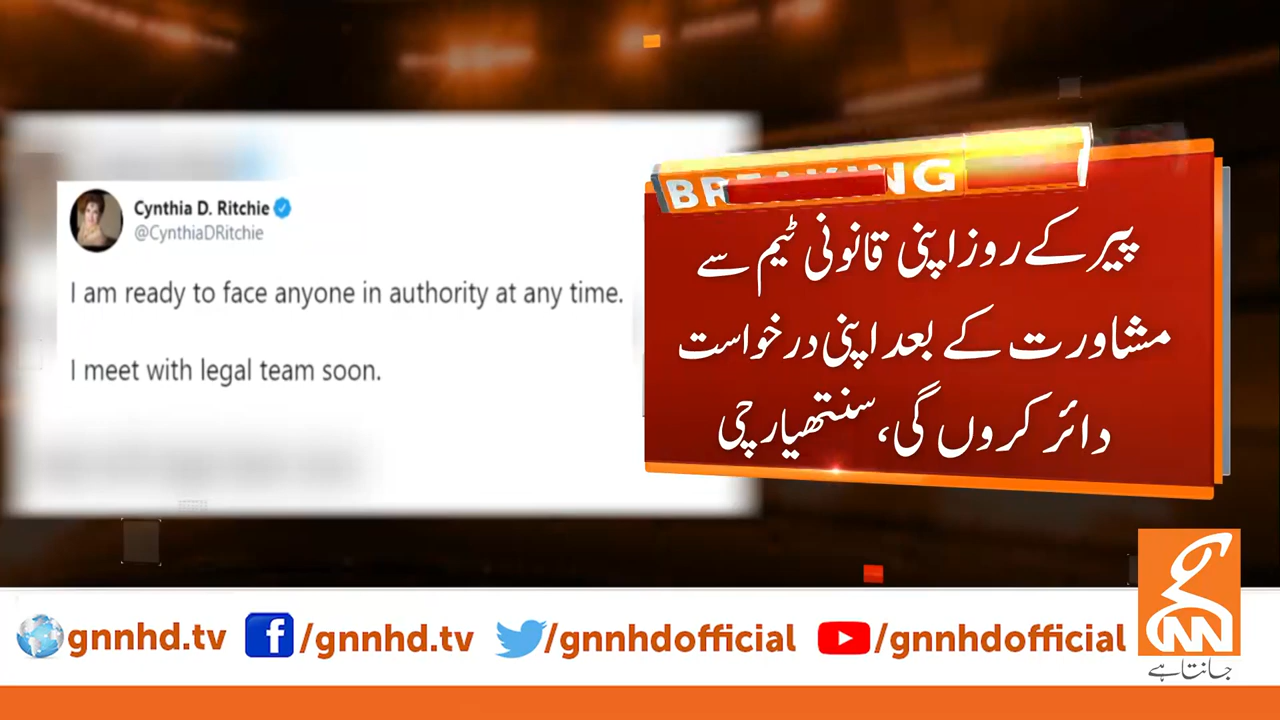 Cynthia D. Ritchie
@CynthiaDRitchie
I am ready to face anyone in authority at any time.
I meet with legal team soon.
BREAKING
پیر کے روز اپنی قانونی ٹیم سے
مشاورت کے بعد اپنی درخواست
دائر کروں گی، سنتھیا رچی
gnnhd.tv
/gnnhd.tv
/gnnhdofficial
/gnnhdofficial
GNN
جانتا ہے